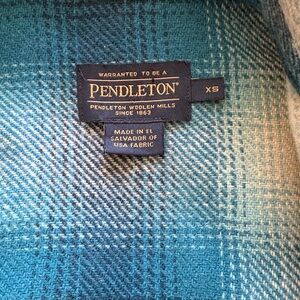 WARRANTED TO BE A
PENDLETON®
XS
PENDLETON WOOLEN MILLS
SINCE 1863
MADE IN EL
SALVADOR OF
USA FABRIC